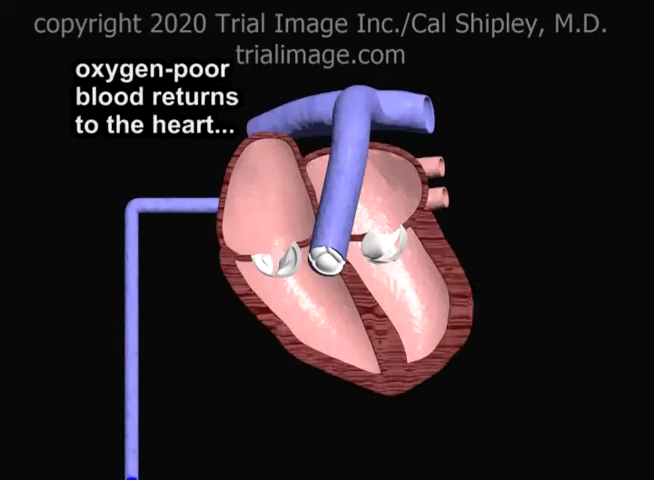 copyright 2020 Trial Image Inc./Cal Shipley, M.D.
trialimage.com
oxygen-poor
blood returns
to the heart...